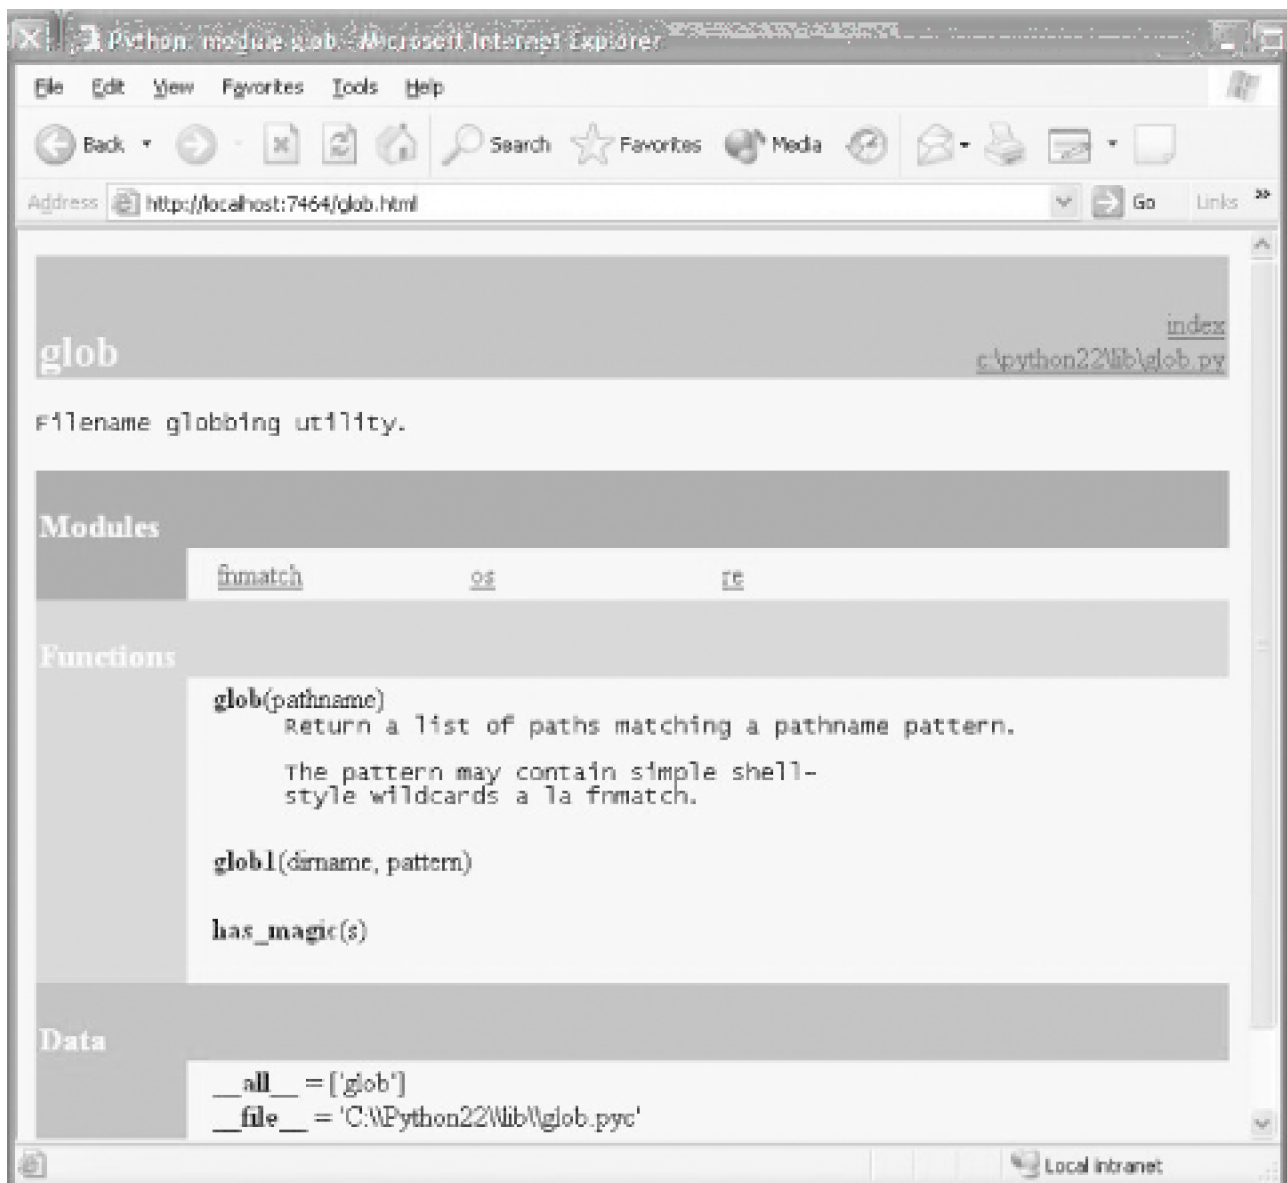 Python: module glob - Microsoft Internet Explorer
File Edit View Favorites Tools Help
Back Search Favorites Media
Address http://localhost:7464/glob.html Go Links »
index
glob c:\python22\lib\glob.py
Filename globbing utility.
Modules
fnmatch os re
Functions
glob(pathname)
Return a list of paths matching a pathname pattern.
The pattern may contain simple shell-
style wildcards a la fnmatch.
glob1(dirname, pattern)
has_magic(s)
Data
__all__ = ['glob']
__file__ = 'C:\\Python22\\lib\\glob.pyc'
Local intranet